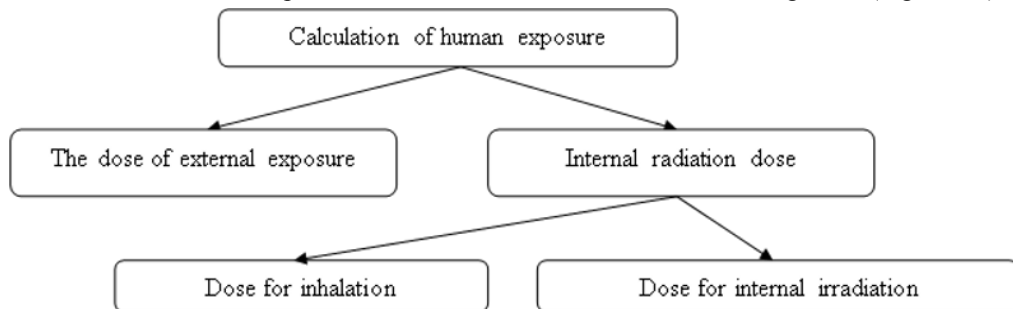 Calculation of human exposure
The dose of external exposure
Internal radiation dose
Dose for inhalation
Dose for internal irradiation